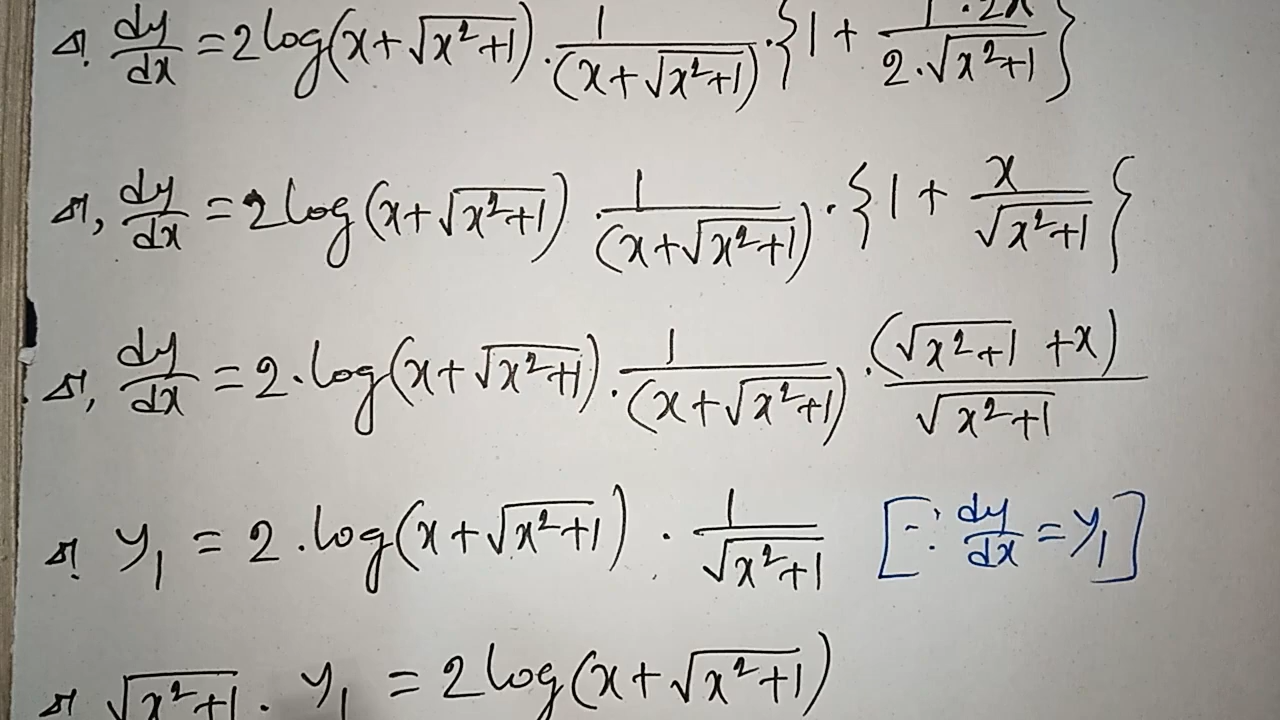 বা, dy/dx = 2log(x+√(x²+1)) · 1/(x+√(x²+1)) · {1 + 1·2x/2·√(x²+1)}
বা, dy/dx = 2log(x+√(x²+1)) · 1/(x+√(x²+1)) · {1 + x/√(x²+1)}
বা, dy/dx = 2·log(x+√(x²+1)) · 1/(x+√(x²+1)) · (√(x²+1) +x)/√(x²+1)
বা, y₁ = 2·log(x+√(x²+1)) · 1/√(x²+1) [∵ dy/dx = y₁]
বা √(x²+1) · y₁ = 2log(x+√(x²+1))